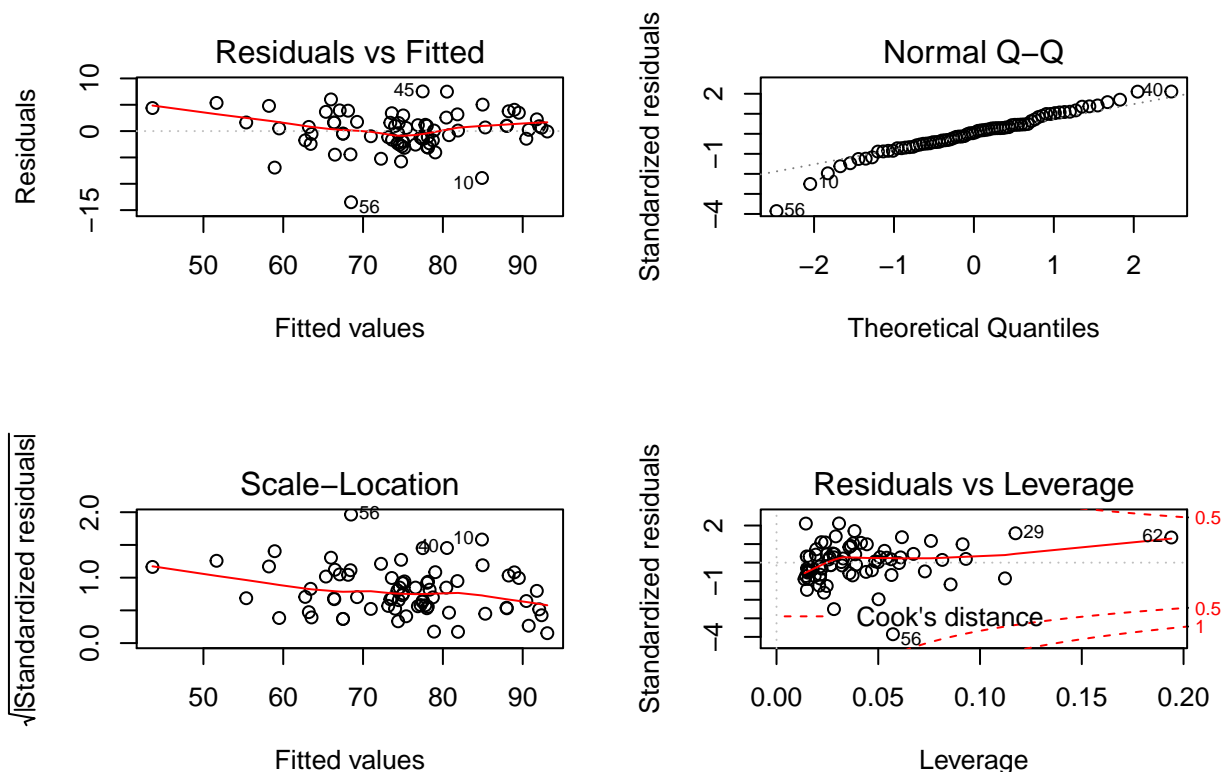 Residuals vs Fitted
Residuals
10
0
−15
45
10
56
50 60 70 80 90
Fitted values
Normal Q−Q
Standardized residuals
2
−1
−4
40
10
56
−2 −1 0 1 2
Theoretical Quantiles
Scale−Location
√|Standardized residuals|
2.0
1.0
0.0
56
40
10
50 60 70 80 90
Fitted values
Residuals vs Leverage
Standardized residuals
2
−1
−4
0.5
29
62
Cook's distance
0.5
1
56
0.00 0.05 0.10 0.15 0.20
Leverage